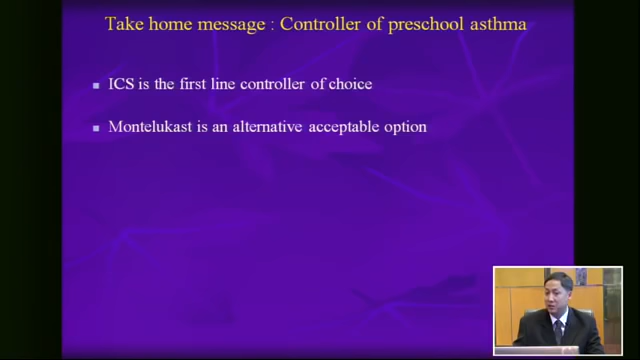 Take home message : Controller of preschool asthma
ICS is the first line controller of choice
Montelukast is an alternative acceptable option